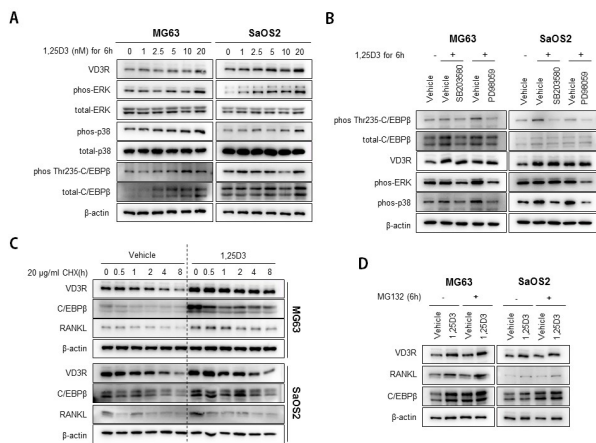 A
MG63 SaOS2
1,25D3 (nM) for 6h 0 1 2.5 5 10 20 0 1 2.5 5 10 20
VD3R
phos-ERK
total-ERK
phos-p38
total-p38
phos Thr235-C/EBPβ
total-C/EBPβ
β-actin
B
MG63 SaOS2
1,25D3 for 6h - + + - + +
Vehicle Vehicle SB203580 Vehicle PD98059 Vehicle Vehicle SB203580 Vehicle PD98059
phos Thr235-C/EBPβ
total-C/EBPβ
VD3R
phos-ERK
phos-p38
β-actin
C
Vehicle 1,25D3
20 μg/ml CHX(h) 0 0.5 1 2 4 8 0 0.5 1 2 4 8
VD3R
C/EBPβ
RANKL
β-actin
MG63
VD3R
C/EBPβ
RANKL
β-actin
SaOS2
D
MG63 SaOS2
MG132 (6h) - + - +
Vehicle 1,25D3 Vehicle 1,25D3 Vehicle 1,25D3 Vehicle 1,25D3
VD3R
RANKL
C/EBPβ
β-actin